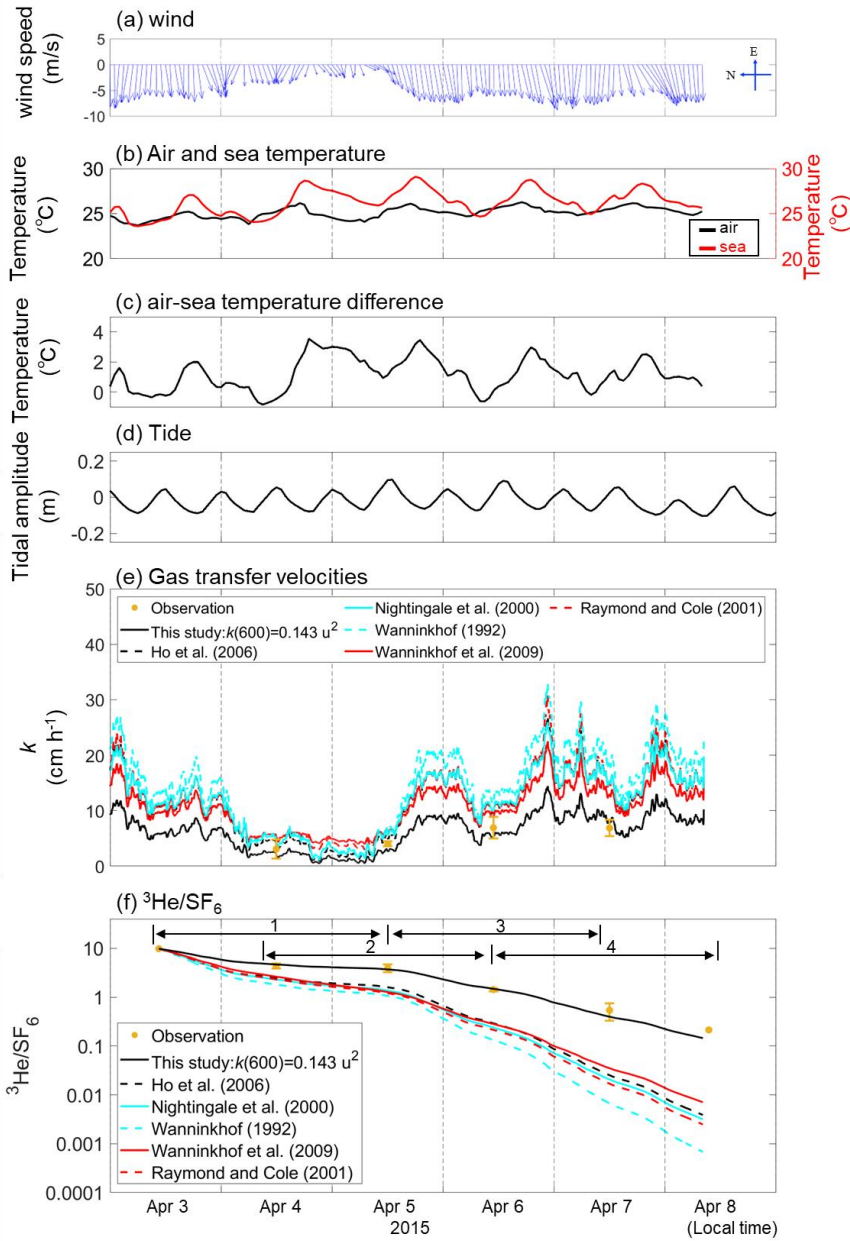 (a) wind
wind speed
(m/s)
5
0
-5
-10
E
N
(b) Air and sea temperature
Temperature
(°C)
30
25
20
30
25
20
Temperature
(°C)
air
sea
(c) air-sea temperature difference
Temperature
(°C)
4
2
0
(d) Tide
Tidal amplitude
(m)
0.2
0
-0.2
(e) Gas transfer velocities
k
(cm h⁻¹)
50
40
30
20
10
0
Observation
This study:k(600)=0.143 u²
Ho et al. (2006)
Nightingale et al. (2000)
Wanninkhof (1992)
Wanninkhof et al. (2009)
Raymond and Cole (2001)
(f) ³He/SF₆
³He/SF₆
10
1
0.1
0.01
0.001
0.0001
1
2
3
4
Observation
This study:k(600)=0.143 u²
Ho et al. (2006)
Nightingale et al. (2000)
Wanninkhof (1992)
Wanninkhof et al. (2009)
Raymond and Cole (2001)
Apr 3 Apr 4 Apr 5 Apr 6 Apr 7 Apr 8
2015 (Local time)